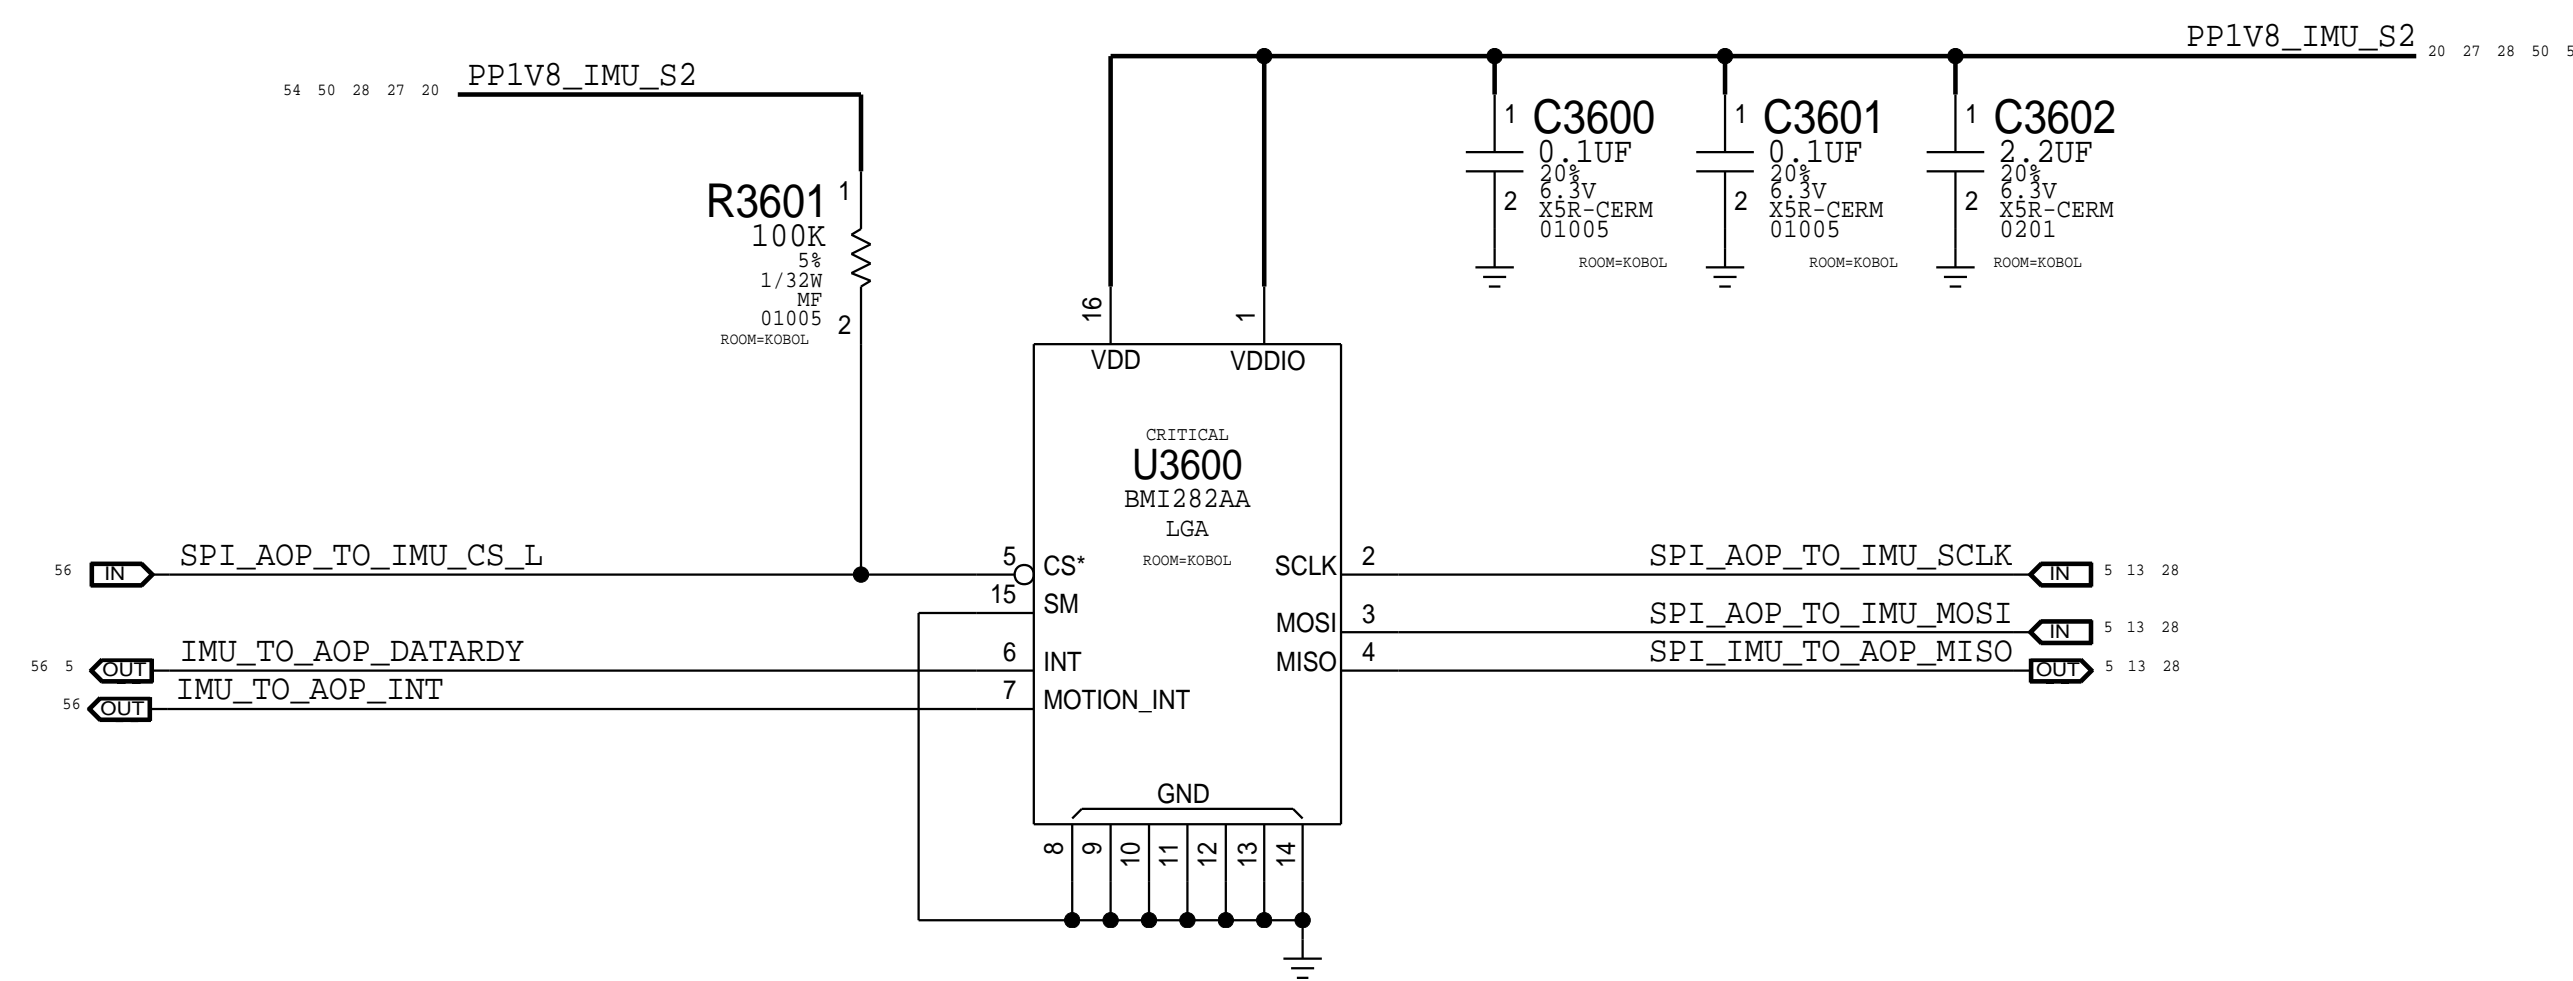 PP1V8_IMU_S2 20 27 28 50 5
54 50 28 27 20 PP1V8_IMU_S2
R3601 1
100K
5%
1/32W
MF
01005
2
ROOM=KOBOL
1 C3600
0.1UF
20%
6.3V
2 X5R-CERM
01005
ROOM=KOBOL
1 C3601
0.1UF
20%
6.3V
2 X5R-CERM
01005
ROOM=KOBOL
1 C3602
2.2UF
20%
6.3V
2 X5R-CERM
0201
ROOM=KOBOL
16 1
VDD VDDIO
CRITICAL
U3600
BMI282AA
LGA
ROOM=KOBOL
56 IN SPI_AOP_TO_IMU_CS_L 5 CS*
15 SM
56 5 OUT IMU_TO_AOP_DATARDY 6 INT
56 OUT IMU_TO_AOP_INT 7 MOTION_INT
SCLK 2 SPI_AOP_TO_IMU_SCLK IN 5 13 28
MOSI 3 SPI_AOP_TO_IMU_MOSI IN 5 13 28
MISO 4 SPI_IMU_TO_AOP_MISO OUT 5 13 28
GND
8 9 10 11 12 13 14